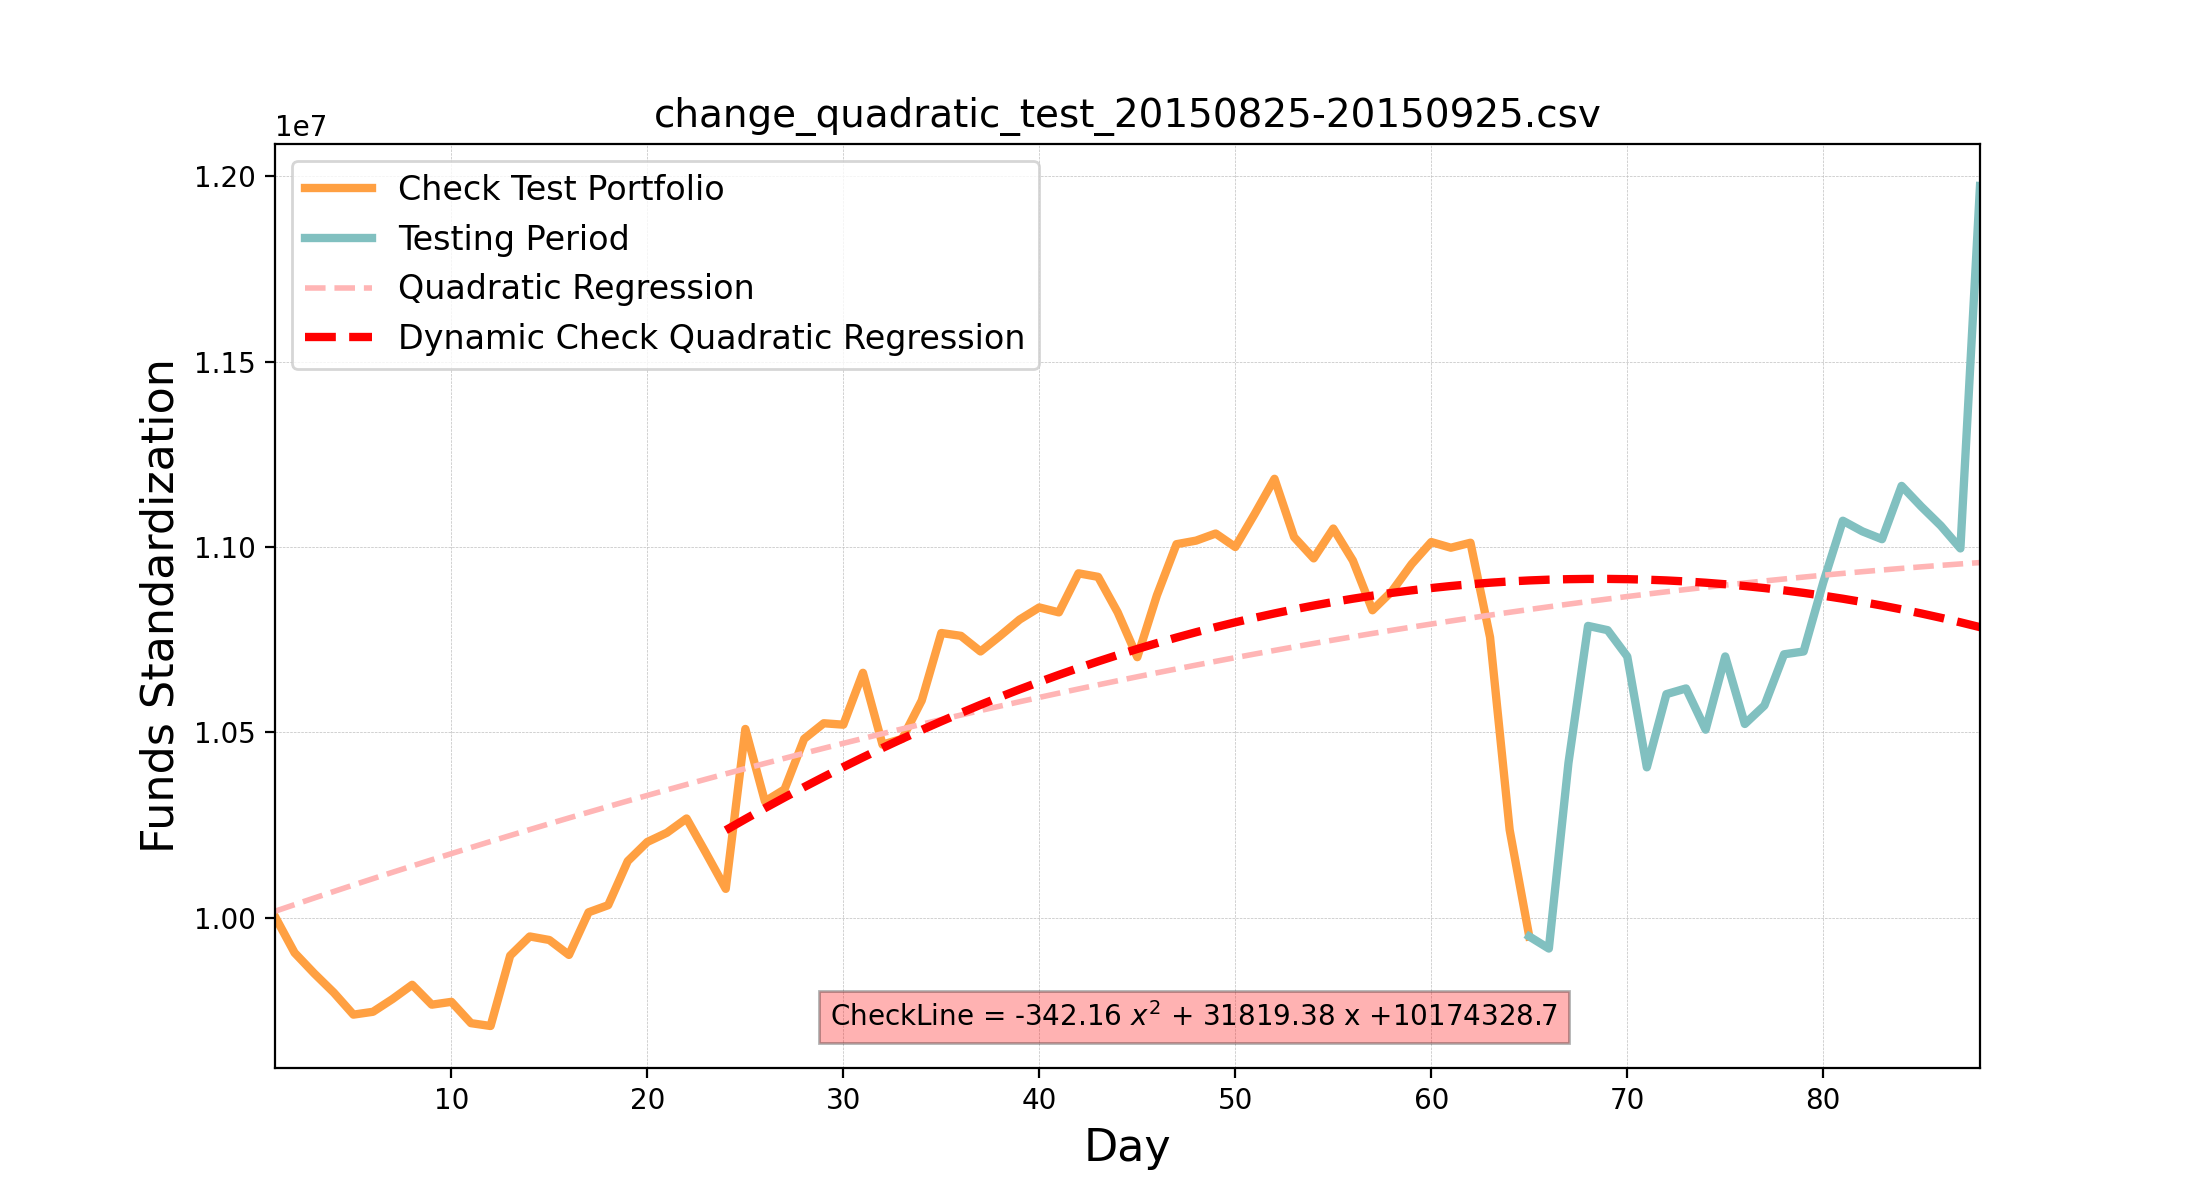 change_quadratic_test_20150825-20150925.csv
1e7
Check Test Portfolio
Testing Period
Quadratic Regression
Dynamic Check Quadratic Regression
1.20
1.15
1.10
1.05
1.00
Funds Standardization
CheckLine = -342.16 x² + 31819.38 x +10174328.7
10 20 30 40 50 60 70 80
Day